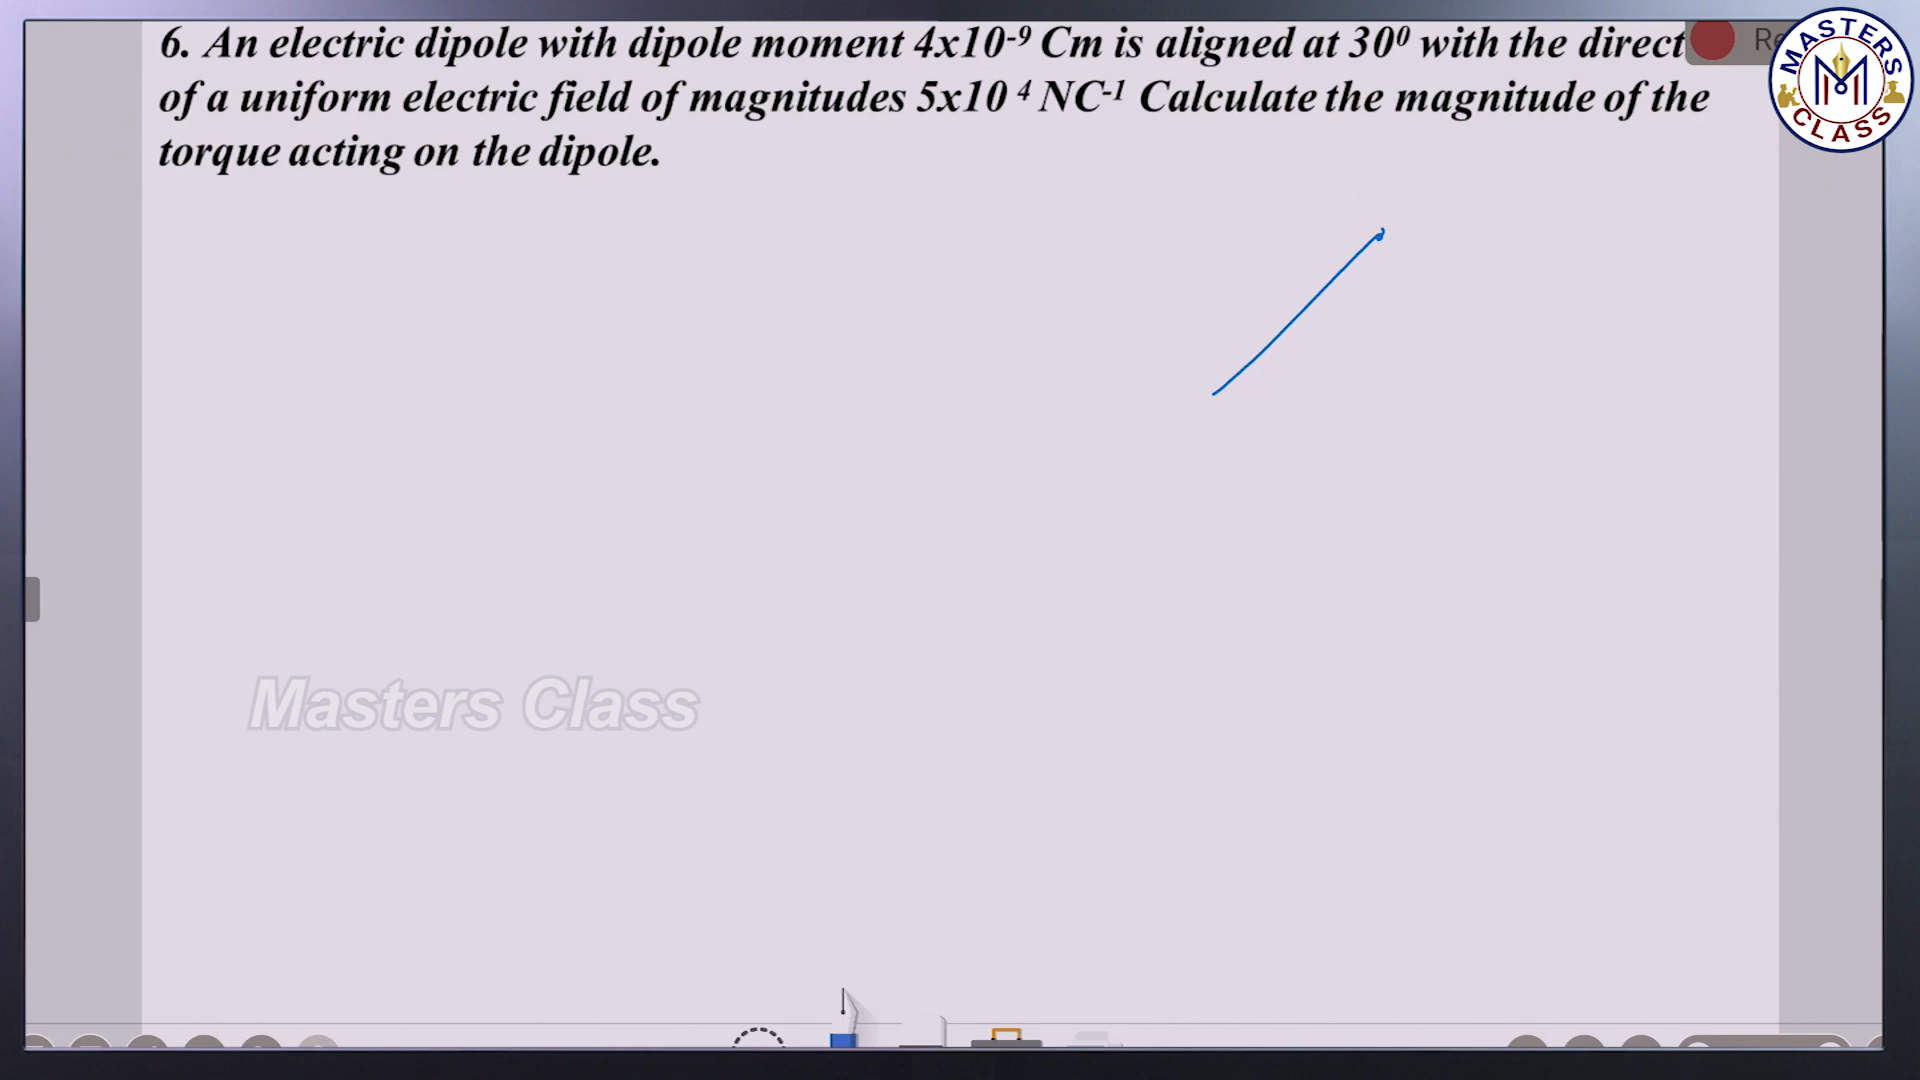 6. An electric dipole with dipole moment 4x10⁻⁹ Cm is aligned at 30⁰ with the direct
of a uniform electric field of magnitudes 5x10 ⁴ NC⁻¹ Calculate the magnitude of the
torque acting on the dipole.
Re
MASTERS
CLASS
Masters Class